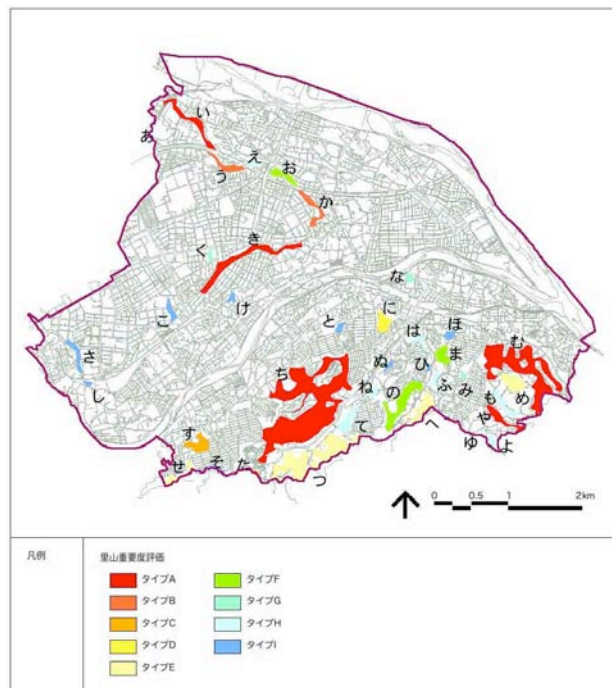 い
あ
え
う
お
か
き
く
な
け
こ
と
に
は
ほ
さ
ち
ぬ
ひ
ま
む
し
ね
の
ふ
み
も
め
す
て
へ
や
せ
そ
た
つ
ゆ
よ
0 0.5 1 2km
凡例
里山重要度評価
タイプA
タイプF
タイプB
タイプG
タイプC
タイプH
タイプD
タイプI
タイプE